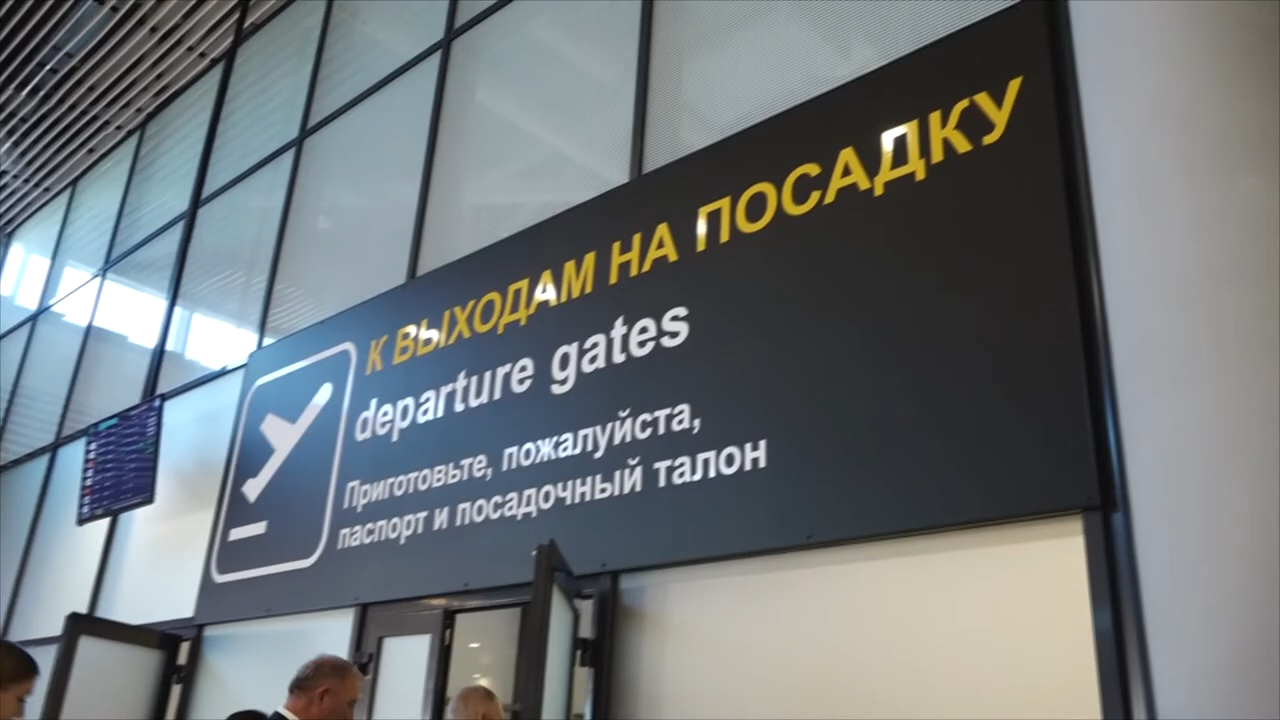 К ВЫХОДАМ НА ПОСАДКУ
departure gates
Приготовьте, пожалуйста,
паспорт и посадочный талон